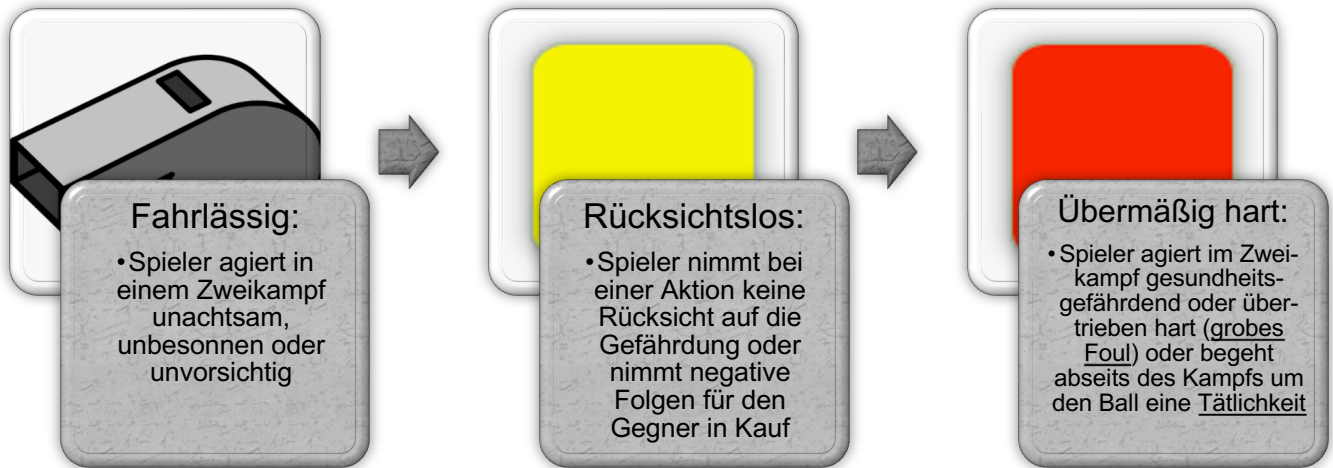 Fahrlässig:
•Spieler agiert in
einem Zweikampf
unachtsam,
unbesonnen oder
unvorsichtig
Rücksichtslos:
•Spieler nimmt bei
einer Aktion keine
Rücksicht auf die
Gefährdung oder
nimmt negative
Folgen für den
Gegner in Kauf
Übermäßig hart:
•Spieler agiert im Zwei-
kampf gesundheits-
gefährdend oder über-
trieben hart (grobes
Foul) oder begeht
abseits des Kampfs um
den Ball eine Tätlichkeit